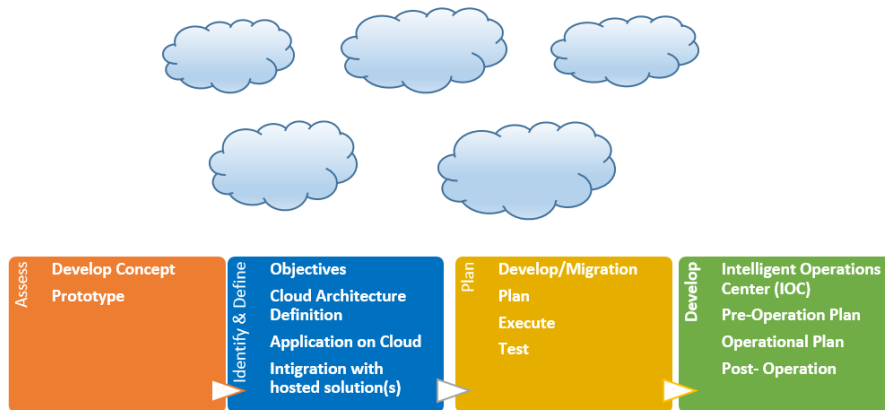 Assess
Develop Concept
Prototype
Identify & Define
Objectives
Cloud Architecture
Definition
Application on Cloud
Intigration with
hosted solution(s)
Plan
Develop/Migration
Plan
Execute
Test
Develop
Intelligent Operations
Center (IOC)
Pre-Operation Plan
Operational Plan
Post- Operation